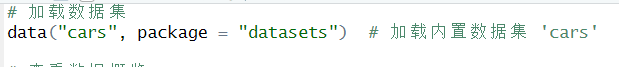 # 加载数据集
data("cars", package = "datasets")  # 加载内置数据集 'cars'